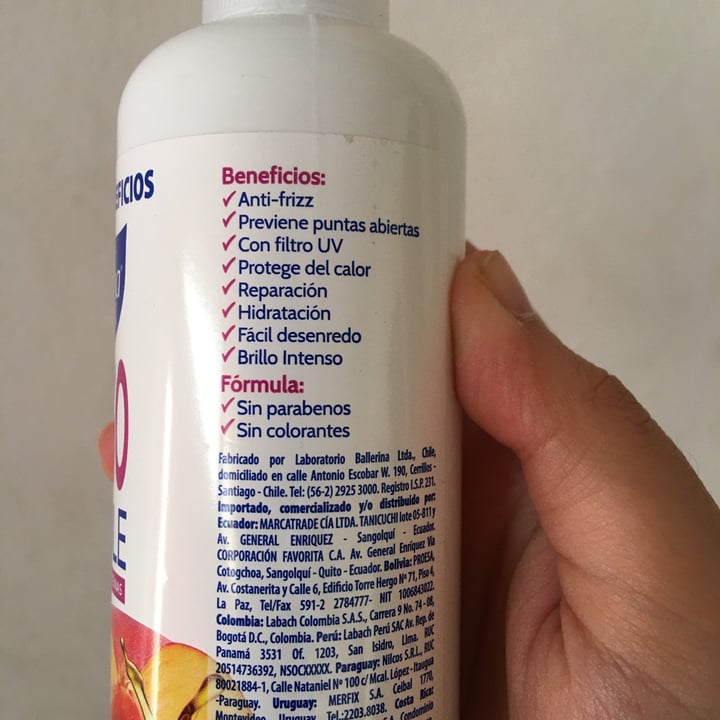 EFICIOS
Beneficios:
Anti-frizz
Previene puntas abiertas
Con filtro UV
Protege del calor
Reparación
Hidratación
Fácil desenredo
Brillo Intenso
Fórmula:
Sin parabenos
Sin colorantes
Fabricado por Laboratorio Ballerina Ltda., Chile,
domiciliado en calle Antonio Escobar W. 190, Cerrillos -
Santiago - Chile. Tel: (56-2) 2925 3000. Registro I.S.P. 231.
Importado, comercializado y/o distribuido por:
Ecuador: MARCATRADE CÍA LTDA. TANICUCHI lote 05-B11 y
Av. GENERAL ENRIQUEZ - Sangolquí - Ecuador.
CORPORACIÓN FAVORITA C.A. Av. General Enríquez Vía
Cotogchoa, Sangolquí - Quito - Ecuador. Bolivia: PROESA,
Av. Costanerita y Calle 6, Edificio Torre Hergo Nº 71, Piso 4,
La Paz, Tel/Fax 591-2 2784777- NIT 1006843022.
Colombia: Labach Colombia S.A.S., Carrera 9 No. 74 - 08,
Bogotá D.C., Colombia. Perú: Labach Perú SAC Av. Rep. de
Panamá 3531 Of. 1203, San Isidro, Lima. RUC
20514736392, NSOCXXXXX. Paraguay: Nilcos S.R.L., RUC
80021884-1, Calle Nataniel Nº 100 c/ Mcal. López - Itaugua
-Paraguay. Uruguay: MERFIX S.A. Ceibal 1770,
Montevideo, Uruguay. Tel.:2203.8038. Costa Rica: